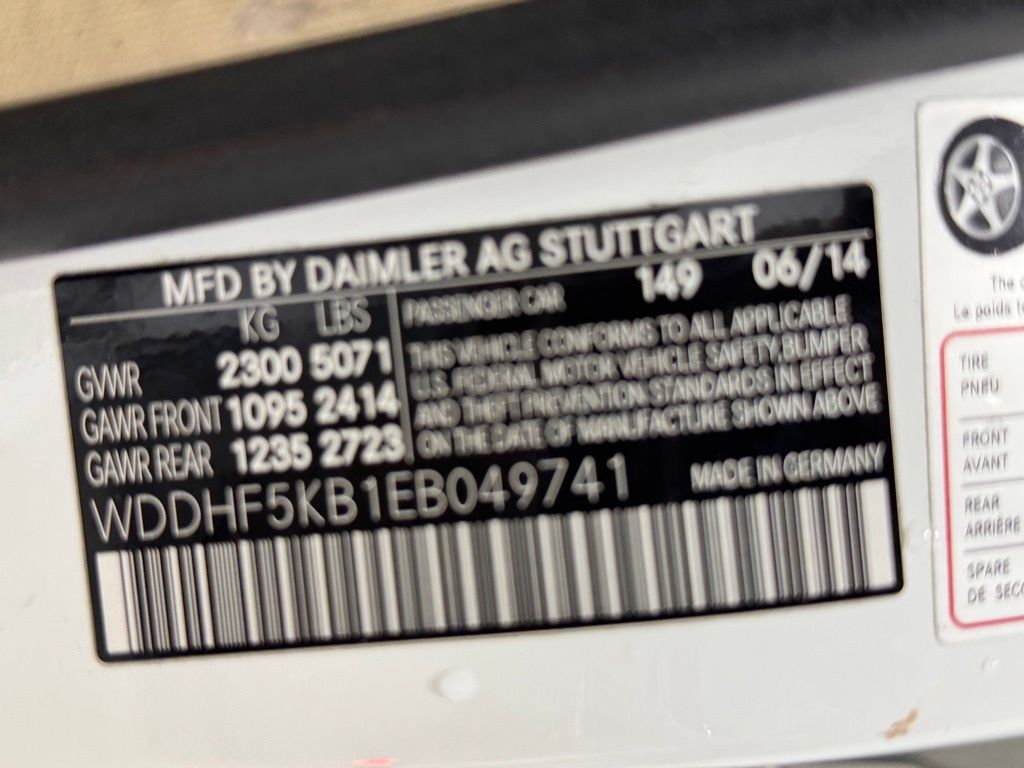 MFD BY DAIMLER AG STUTTGART
KG LBS
GVWR 2300 5071
GAWR FRONT 1095 2414
GAWR REAR 1235 2723
PASSENGER CAR 149 06/14
THIS VEHICLE CONFORMS TO ALL APPLICABLE
U.S. FEDERAL MOTOR VEHICLE SAFETY, BUMPER
AND THEFT PREVENTION STANDARDS IN EFFECT
ON THE DATE OF MANUFACTURE SHOWN ABOVE
WDDHF5KB1EB049741
MADE IN GERMANY
The
Le poids
TIRE
PNEU
FRONT
AVANT
REAR
ARRIÈRE
SPARE
DE